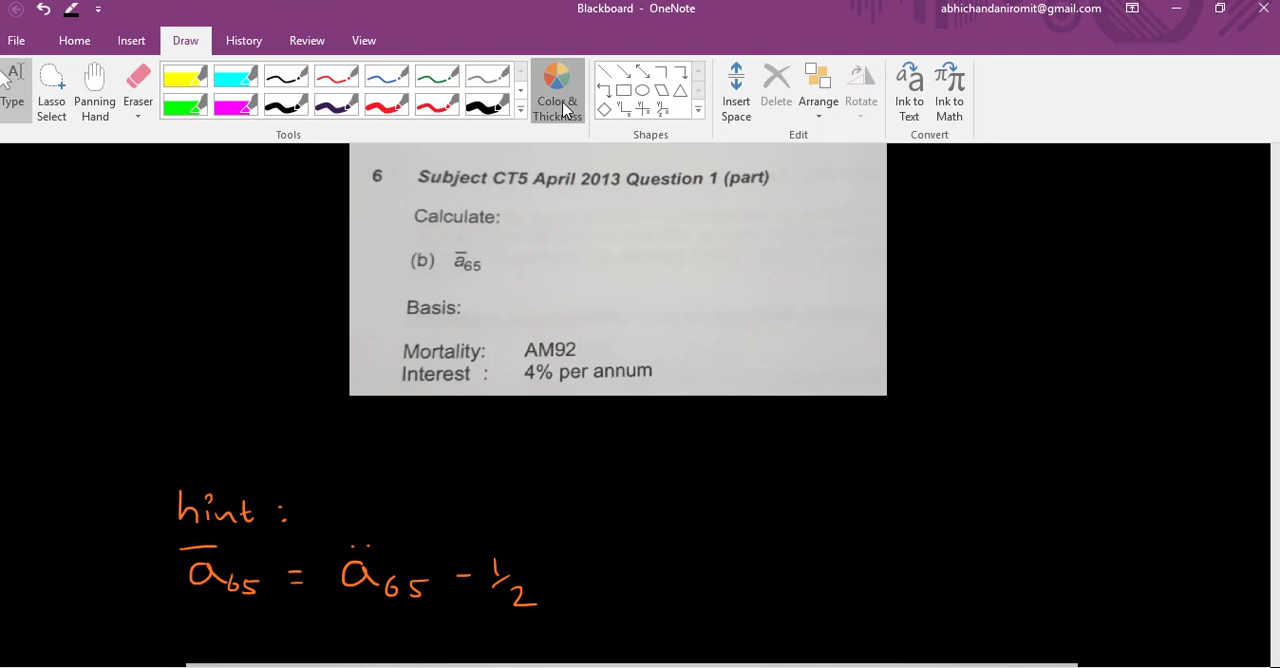 Blackboard - OneNote
abhichandaniromit@gmail.com
File Home Insert Draw History Review View
Type
Lasso Select
Panning Hand
Eraser
Color & Thickness
Insert Space
Delete
Arrange
Rotate
Ink to Text
Ink to Math
Tools
Shapes
Edit
Convert
6 Subject CT5 April 2013 Question 1 (part)
Calculate:
(b) a̅65
Basis:
Mortality: AM92
Interest : 4% per annum
hint :
a̅65 = ä65 - 1/2